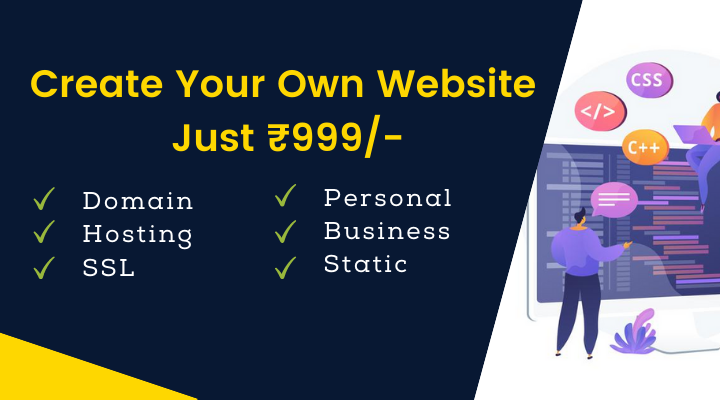 Create Your Own Website
Just ₹999/-
Domain
Hosting
SSL
Personal
Business
Static
CSS
</>
C++